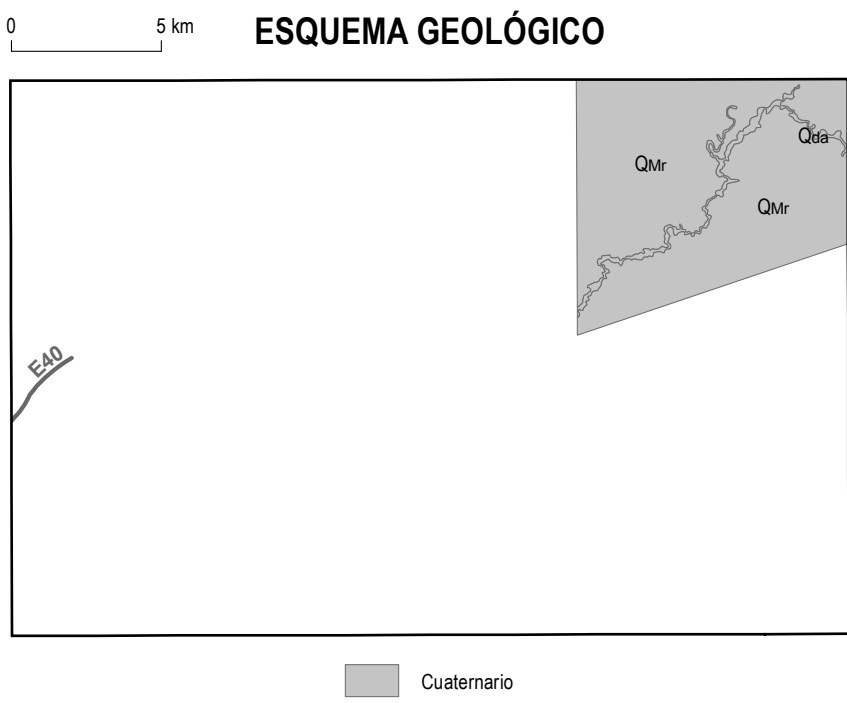 0 5 km
ESQUEMA GEOLÓGICO
Qda
QMr
QMr
E40
Cuaternario